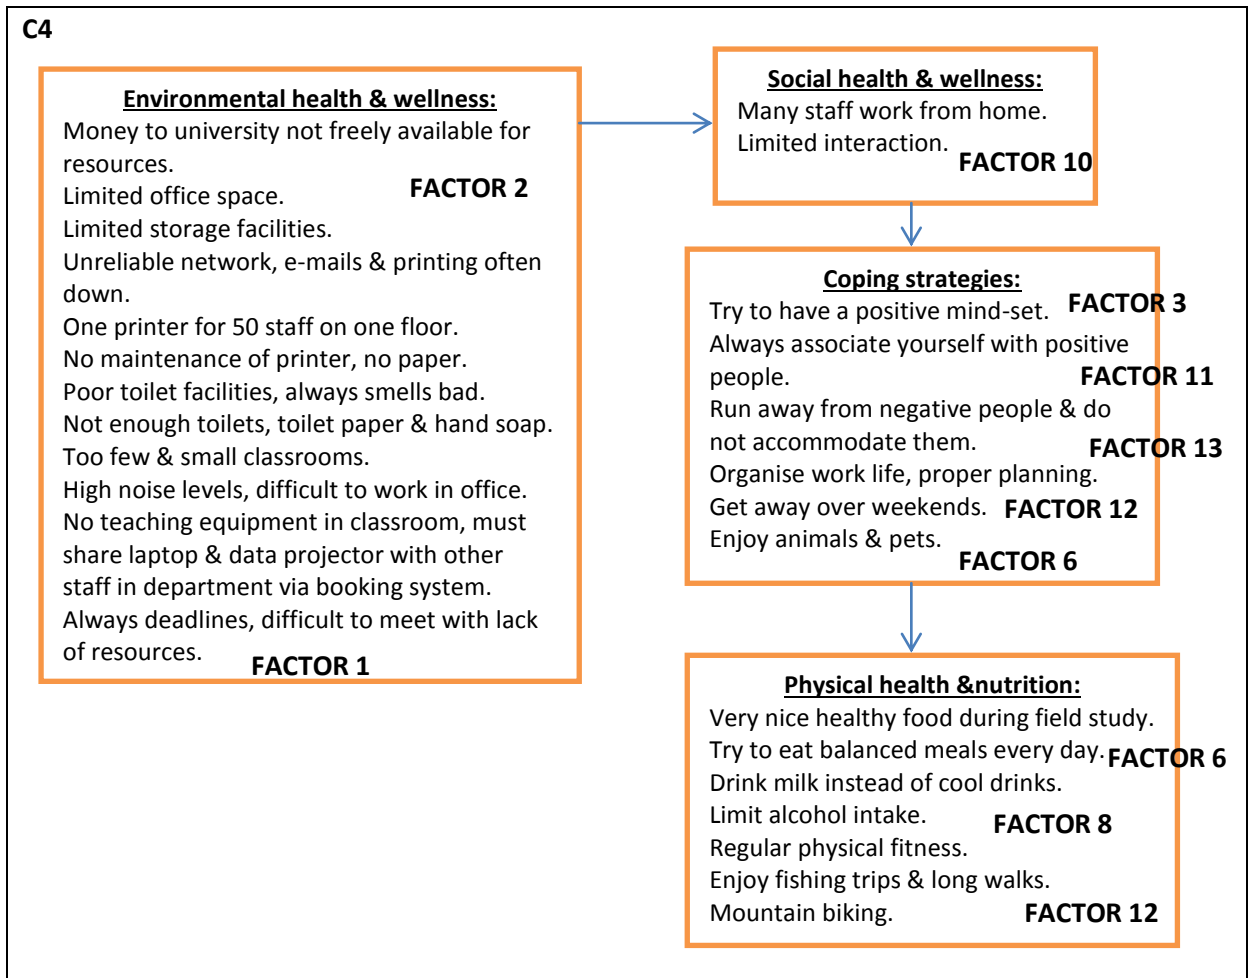 C4
Environmental health & wellness:
Money to university not freely available for
resources.
FACTOR 2
Limited office space.
Limited storage facilities.
Unreliable network, e-mails & printing often
down.
One printer for 50 staff on one floor.
No maintenance of printer, no paper.
Poor toilet facilities, always smells bad.
Not enough toilets, toilet paper & hand soap.
Too few & small classrooms.
High noise levels, difficult to work in office.
No teaching equipment in classroom, must
share laptop & data projector with other
staff in department via booking system.
Always deadlines, difficult to meet with lack
of resources.
FACTOR 1
Social health & wellness:
Many staff work from home.
Limited interaction.
FACTOR 10
Coping strategies:
Try to have a positive mind-set. FACTOR 3
Always associate yourself with positive
people.
FACTOR 11
Run away from negative people & do
not accommodate them.
FACTOR 13
Organise work life, proper planning.
Get away over weekends. FACTOR 12
Enjoy animals & pets.
FACTOR 6
Physical health &nutrition:
Very nice healthy food during field study.
Try to eat balanced meals every day. FACTOR 6
Drink milk instead of cool drinks.
Limit alcohol intake.
FACTOR 8
Regular physical fitness.
Enjoy fishing trips & long walks.
Mountain biking. FACTOR 12